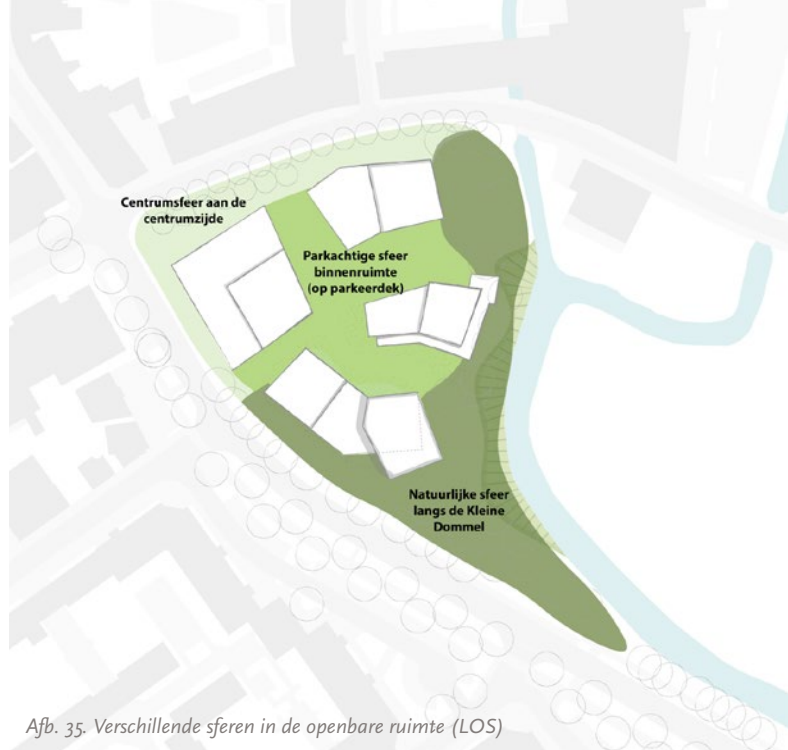 Centrumsfeer aan de
centrumzijde
Parkachtige sfeer
binnenruimte
(op parkeerdek)
Natuurlijke sfeer
langs de Kleine
Dommel
Afb. 35. Verschillende sferen in de openbare ruimte (LOS)